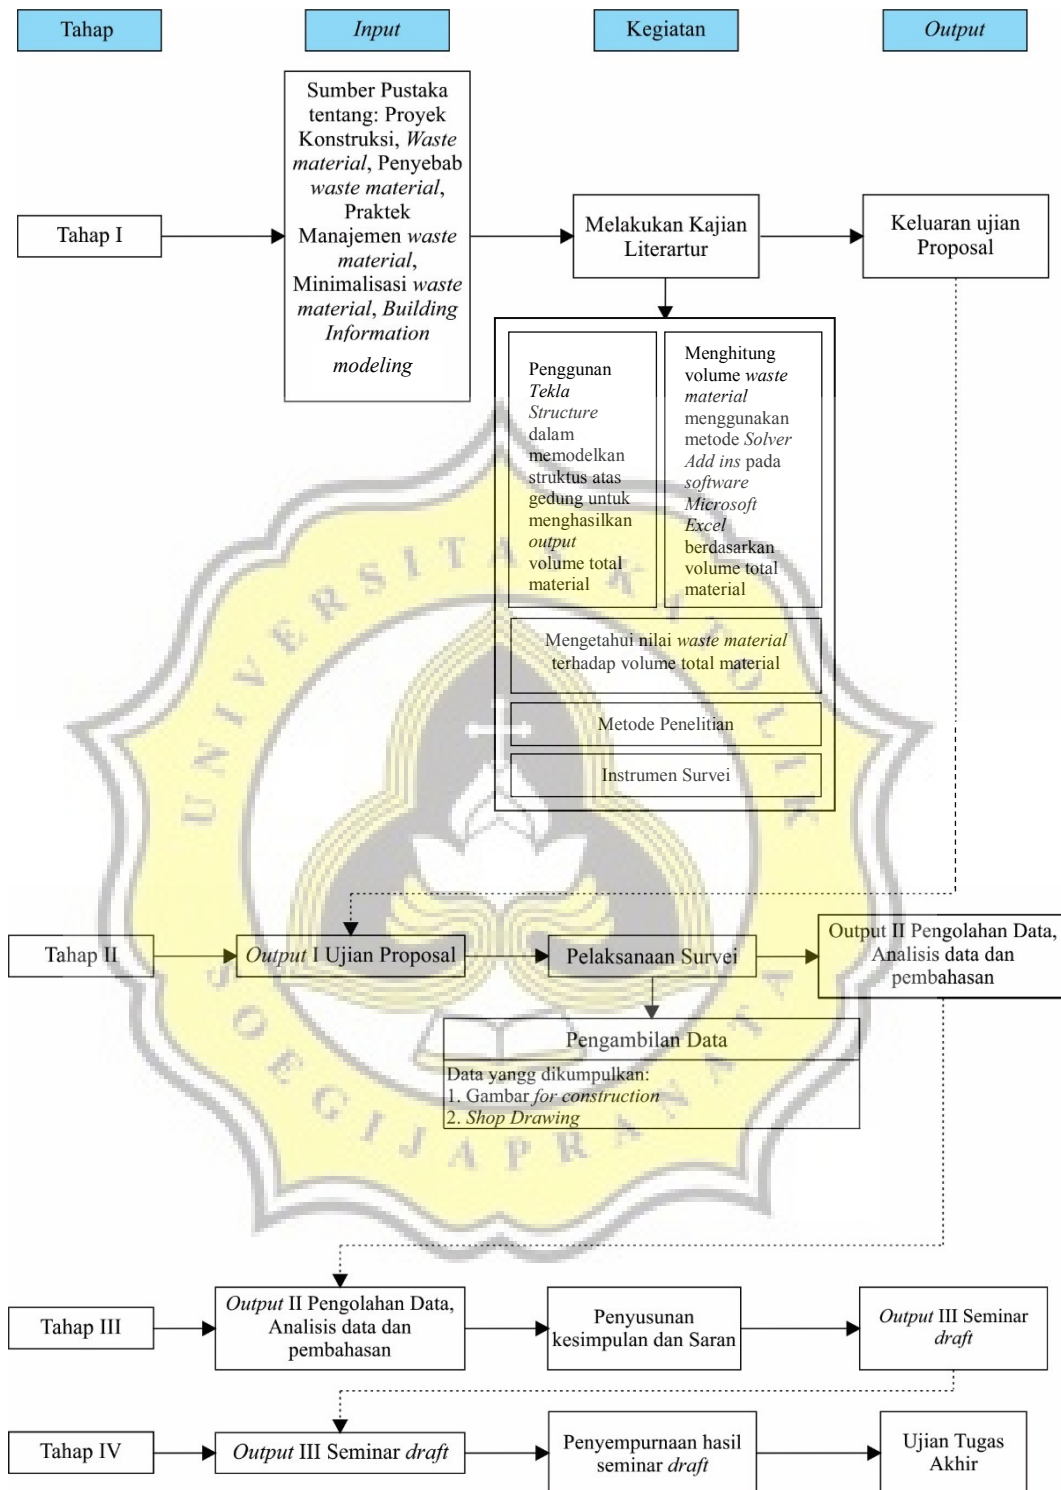 Tahap
Input
Kegiatan
Output
Sumber Pustaka
tentang: Proyek
Konstruksi, Waste
material, Penyebab
waste material,
Praktek
Manajemen waste
material,
Minimalisasi waste
material, Building
Information
modeling
Tahap I
Melakukan Kajian
Literartur
Keluaran ujian
Proposal
Penggunan
Tekla
Structure
dalam
memodelkan
struktus atas
gedung untuk
menghasilkan
output
volume total
material
Menghitung
volume waste
material
menggunakan
metode Solver
Add ins pada
software
Microsoft
Excel
berdasarkan
volume total
material
Mengetahui nilai waste material
terhadap volume total material
Metode Penelitian
Instrumen Survei
Tahap II
Output I Ujian Proposal
Pelaksanaan Survei
Output II Pengolahan Data,
Analisis data dan
pembahasan
Pengambilan Data
Data yangg dikumpulkan:
1. Gambar for construction
2. Shop Drawing
Tahap III
Output II Pengolahan Data,
Analisis data dan
pembahasan
Penyusunan
kesimpulan dan Saran
Output III Seminar
draft
Tahap IV
Output III Seminar draft
Penyempurnaan hasil
seminar draft
Ujian Tugas
Akhir
UNIVERSITAS KATOLIK
SOEGIJAPRANATA